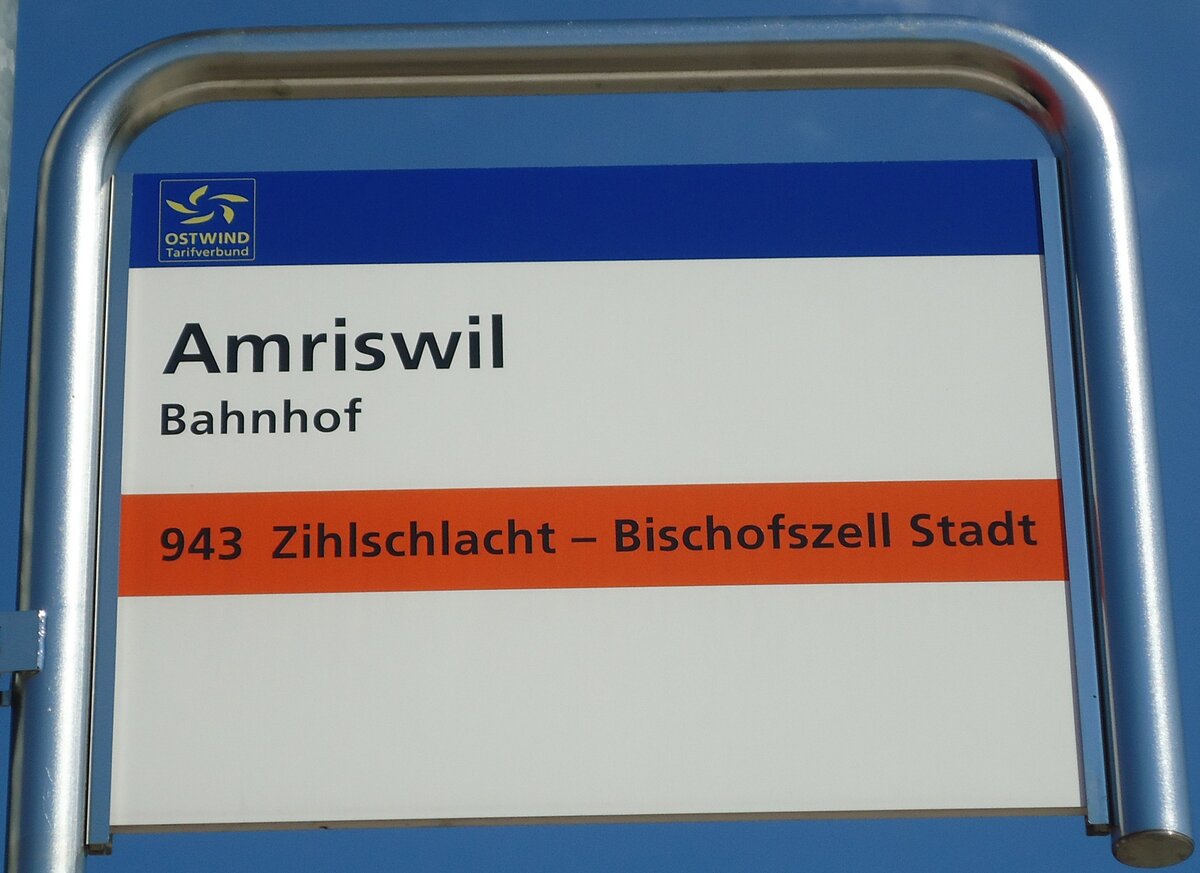 OSTWIND
Tarifverbund
Amriswil
Bahnhof
943 Zihlschlacht – Bischofszell Stadt